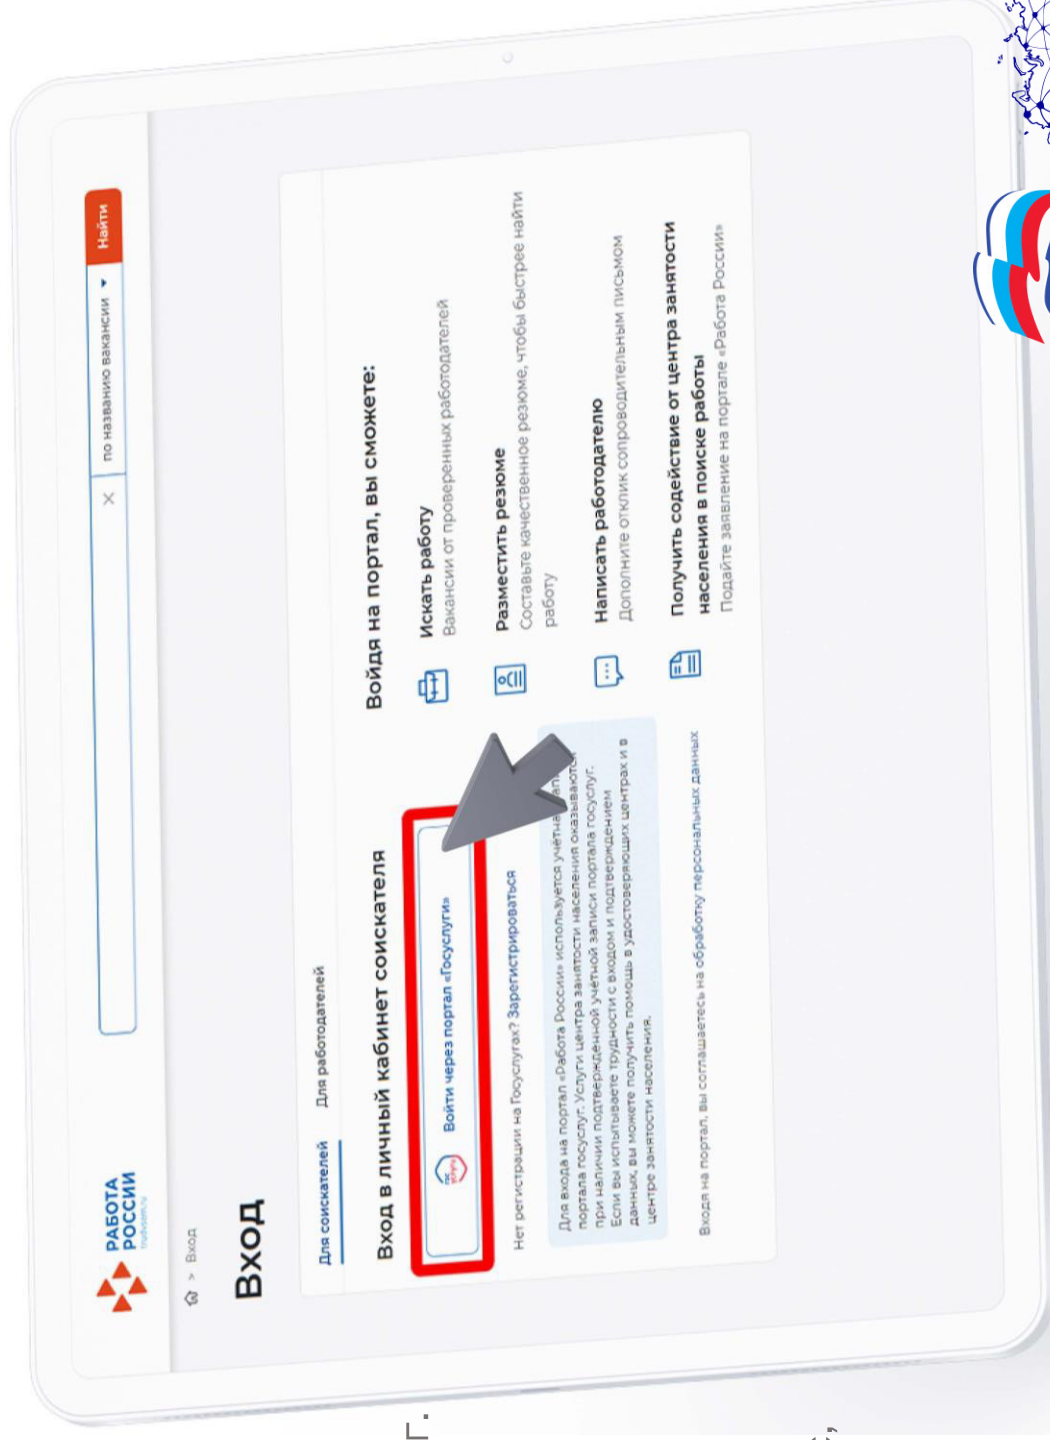 РАБОТА
РОССИИ
trudvsem.ru
по названию вакансии
Найти
> Вход
Вход
Для соискателей
Для работодателей
Вход в личный кабинет соискателя
гос
услуги
Войти через портал «Госуслуги»
Нет регистрации на Госуслугах? Зарегистрироваться
Для входа на портал «Работа России» используется учётная
портала госуслуг. Услуги центра занятости населения оказываются
при наличии подтверждённой учётной записи портала госуслуг.
Если вы испытываете трудности с входом и подтверждением
данных, вы можете получить помощь в удостоверяющих центрах и в
центре занятости населения.
Входя на портал, вы соглашаетесь на обработку персональных данных
Войдя на портал, вы сможете:
Искать работу
Вакансии от проверенных работодателей
Разместить резюме
Составьте качественное резюме, чтобы быстрее найти
работу
Написать работодателю
Дополните отклик сопроводительным письмом
Получить содействие от центра занятости
населения в поиске работы
Подайте заявление на портале «Работа России»
г.